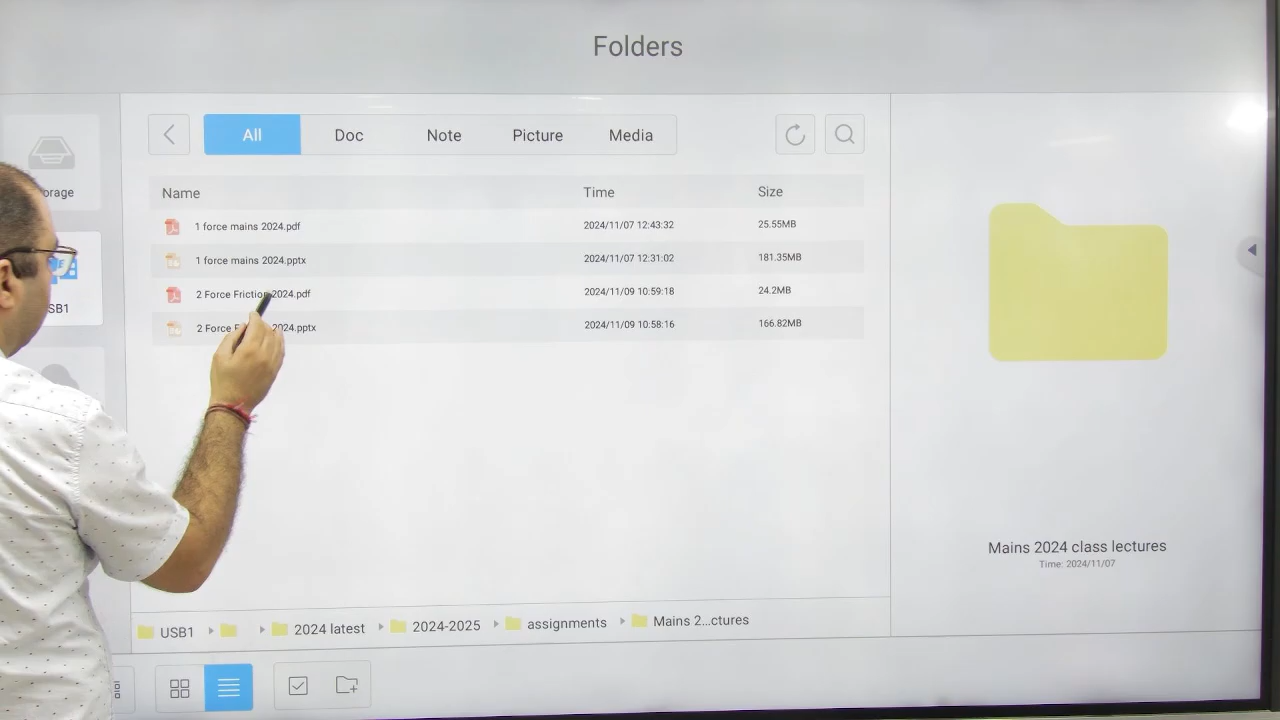 Folders
All Doc Note Picture Media
orage
Name Time Size
1 force mains 2024.pdf 2024/11/07 12:43:32 25.55MB
1 force mains 2024.pptx 2024/11/07 12:31:02 181.35MB
2 Force Friction 2024.pdf 2024/11/09 10:59:18 24.2MB
SB1
2 Force F 2024.pptx 2024/11/09 10:58:16 166.82MB
Mains 2024 class lectures
Time: 2024/11/07
USB1 2024 latest 2024-2025 assignments Mains 2...ctures